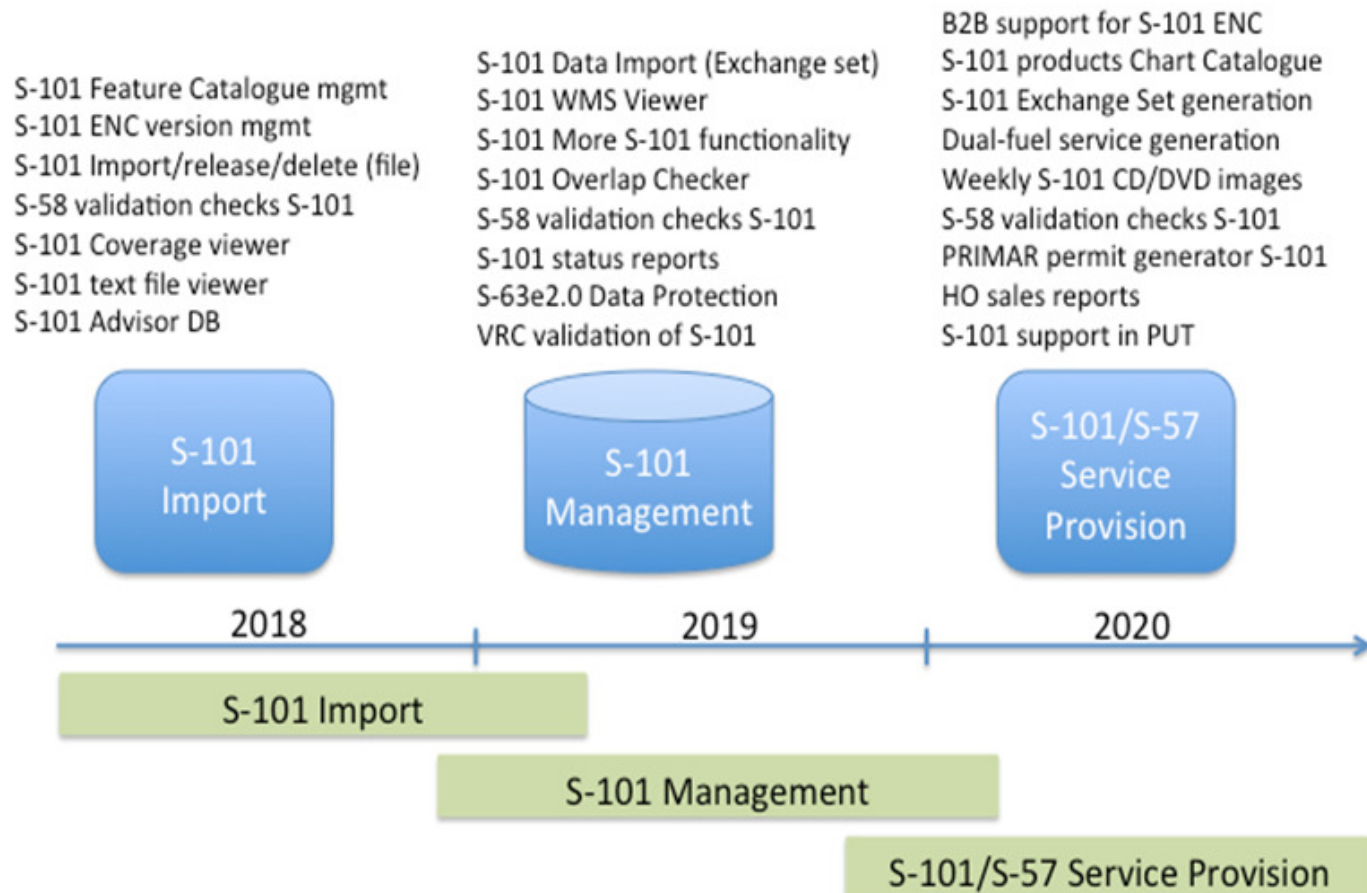 S-101 Feature Catalogue mgmt
S-101 ENC version mgmt
S-101 Import/release/delete (file)
S-58 validation checks S-101
S-101 Coverage viewer
S-101 text file viewer
S-101 Advisor DB
S-101 Data Import (Exchange set)
S-101 WMS Viewer
S-101 More S-101 functionality
S-101 Overlap Checker
S-58 validation checks S-101
S-101 status reports
S-63e2.0 Data Protection
VRC validation of S-101
B2B support for S-101 ENC
S-101 products Chart Catalogue
S-101 Exchange Set generation
Dual-fuel service generation
Weekly S-101 CD/DVD images
S-58 validation checks S-101
PRIMAR permit generator S-101
HO sales reports
S-101 support in PUT
S-101
Import
S-101
Management
S-101/S-57
Service
Provision
2018
2019
2020
S-101 Import
S-101 Management
S-101/S-57 Service Provision